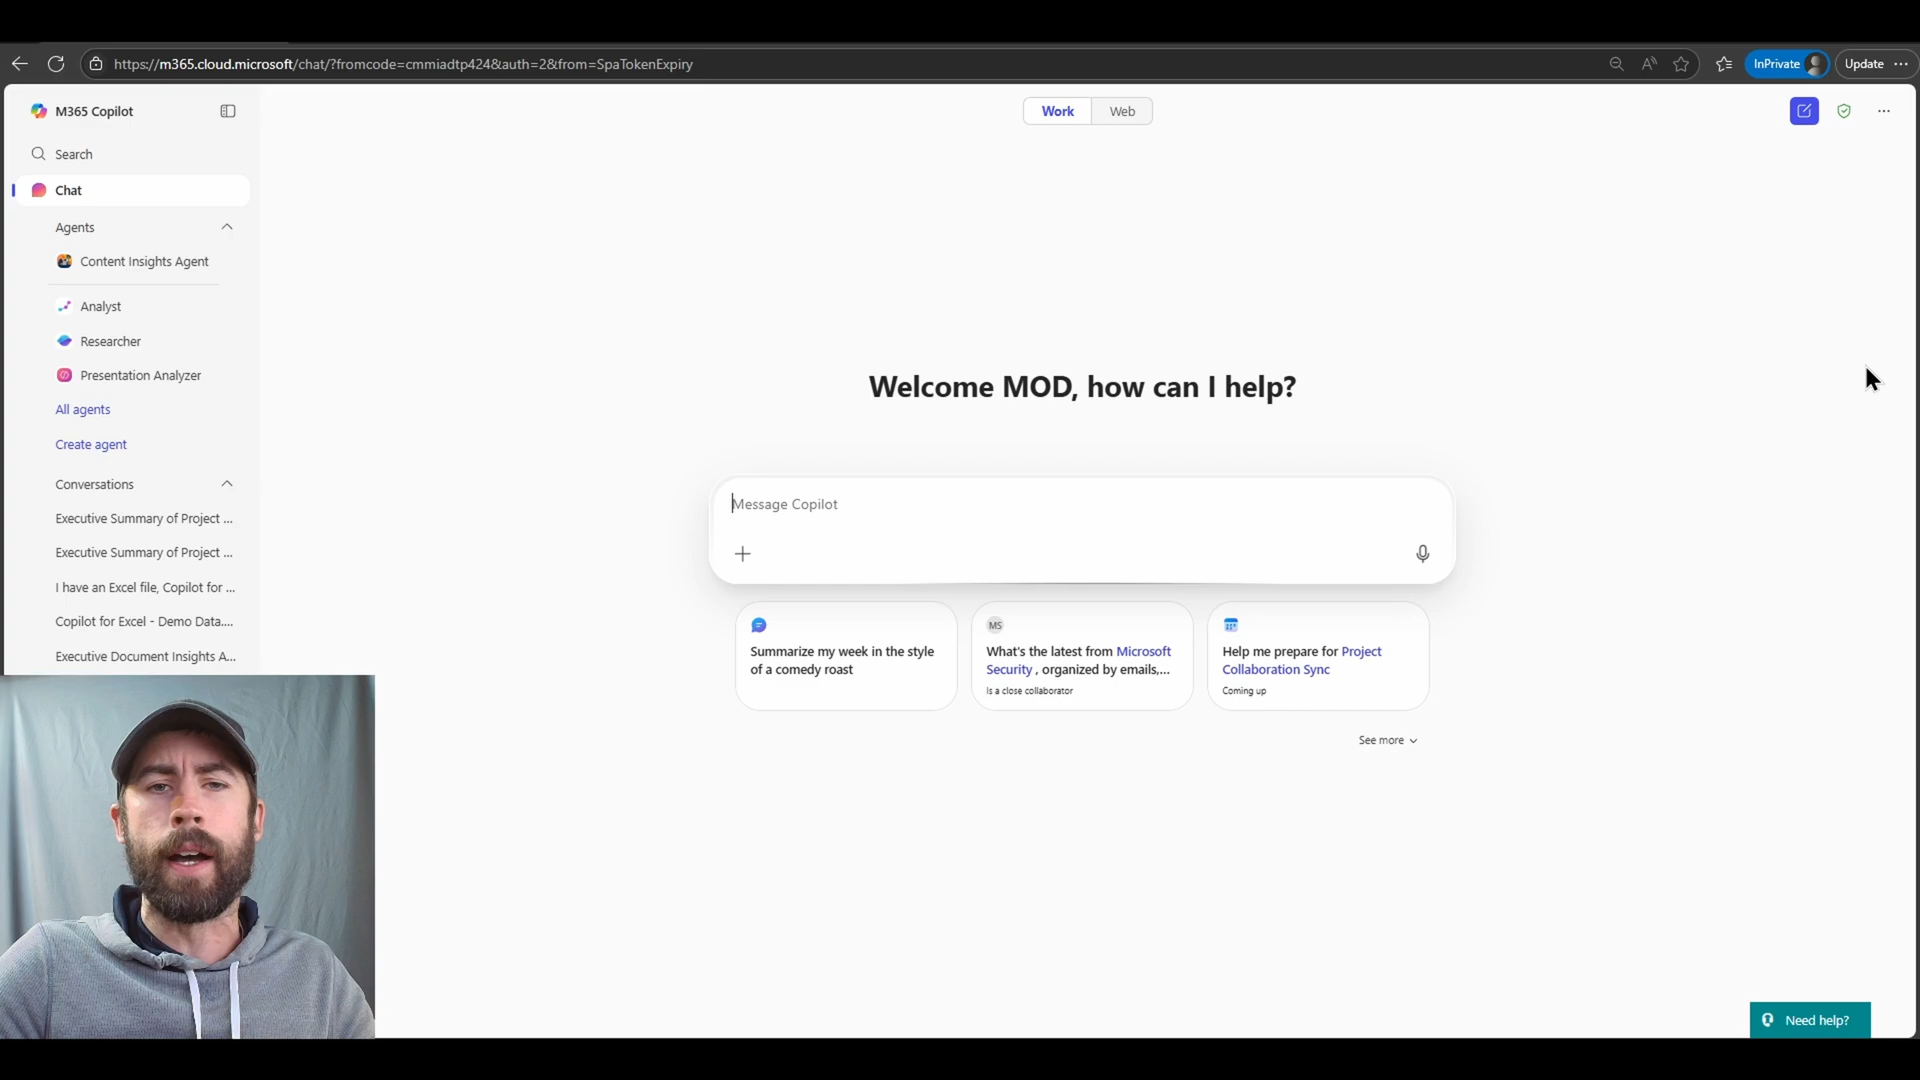 https://m365.cloud.microsoft/chat/?fromcode=cmmiadtp424&auth=2&from=SpaTokenExpiry
InPrivate
Update
M365 Copilot
Work
Web
Search
Chat
Agents
Content Insights Agent
Analyst
Researcher
Presentation Analyzer
All agents
Create agent
Conversations
Executive Summary of Project ...
Executive Summary of Project ...
I have an Excel file, Copilot for ...
Copilot for Excel - Demo Data....
Executive Document Insights A...
Welcome MOD, how can I help?
Message Copilot
Summarize my week in the style
of a comedy roast
MS
What's the latest from Microsoft
Security , organized by emails,...
Is a close collaborator
Help me prepare for Project
Collaboration Sync
Coming up
See more
Need help?